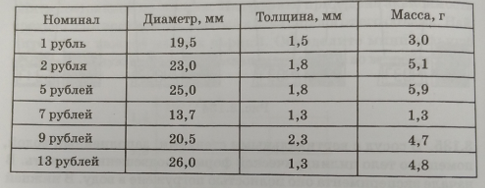 Номинал Диаметр, мм Толщина, мм Масса, г
1 рубль 19,5 1,5 3,0
2 рубля 23,0 1,8 5,1
5 рублей 25,0 1,8 5,9
7 рублей 13,7 1,3 1,3
9 рублей 20,5 2,3 4,7
13 рублей 26,0 1,3 4,8